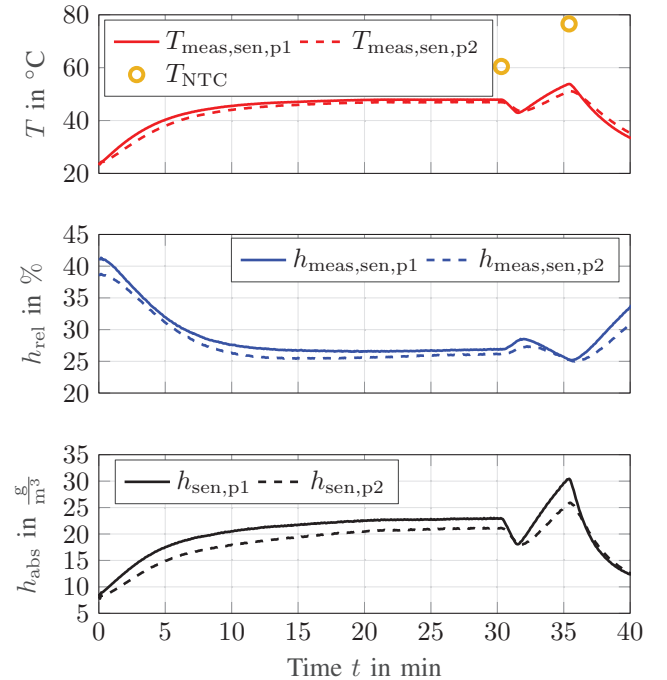 80
60
40
20
T in °C
T_meas,sen,p1 T_meas,sen,p2
T_NTC
45
40
35
30
25
20
h_rel in %
h_meas,sen,p1 h_meas,sen,p2
35
30
25
20
15
10
5
h_abs in g/m³
h_sen,p1 h_sen,p2
0 5 10 15 20 25 30 35 40
Time t in min